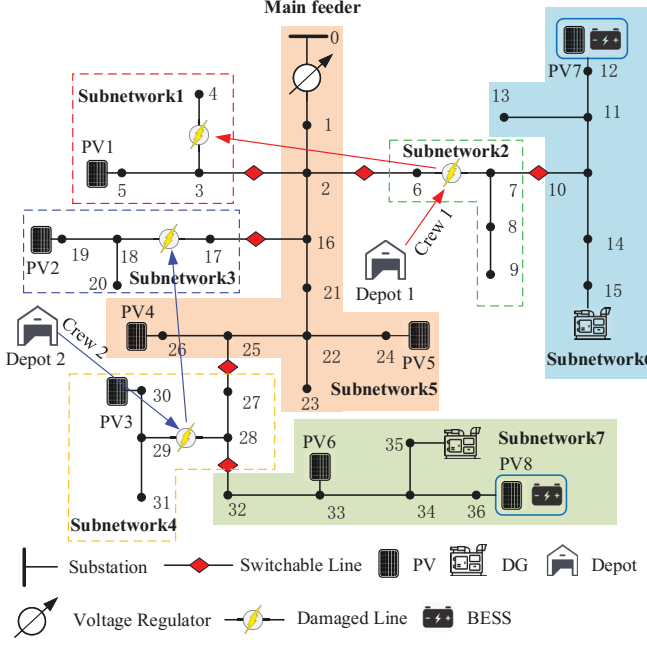 Main feeder
0
PV7
12
4
Subnetwork1
13
11
1
PV1
Subnetwork2
5
3
2
6
7
10
8
Crew 1
16
19
18
17
14
PV2
20
Subnetwork3
9
Depot 1
15
21
PV4
Depot 2
Crew 2
26
25
22
24
PV5
Subnetwork6
23
Subnetwork5
30
27
PV3
29
28
PV6
35
Subnetwork7
PV8
31
32
33
34
36
Subnetwork4
Substation
Switchable Line
PV
DG
Depot
Voltage Regulator
Damaged Line
BESS